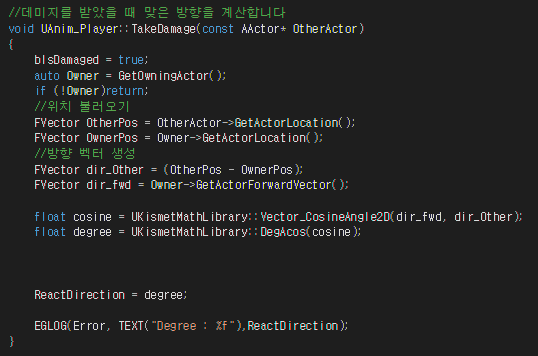 //데미지를 받았을 때 맞은 방향을 계산합니다
void UAnim_Player::TakeDamage(const AActor* OtherActor)
{
bIsDamaged = true;
auto Owner = GetOwningActor();
if (!Owner)return;
//위치 불러오기
FVector OtherPos = OtherActor->GetActorLocation();
FVector OwnerPos = Owner->GetActorLocation();
//방향 벡터 생성
FVector dir_Other = (OtherPos - OwnerPos);
FVector dir_fwd = Owner->GetActorForwardVector();
float cosine = UKismetMathLibrary::Vector_CosineAngle2D(dir_fwd, dir_Other);
float degree = UKismetMathLibrary::DegAcos(cosine);
ReactDirection = degree;
EGLOG(Error, TEXT("Degree : %f"),ReactDirection);
}